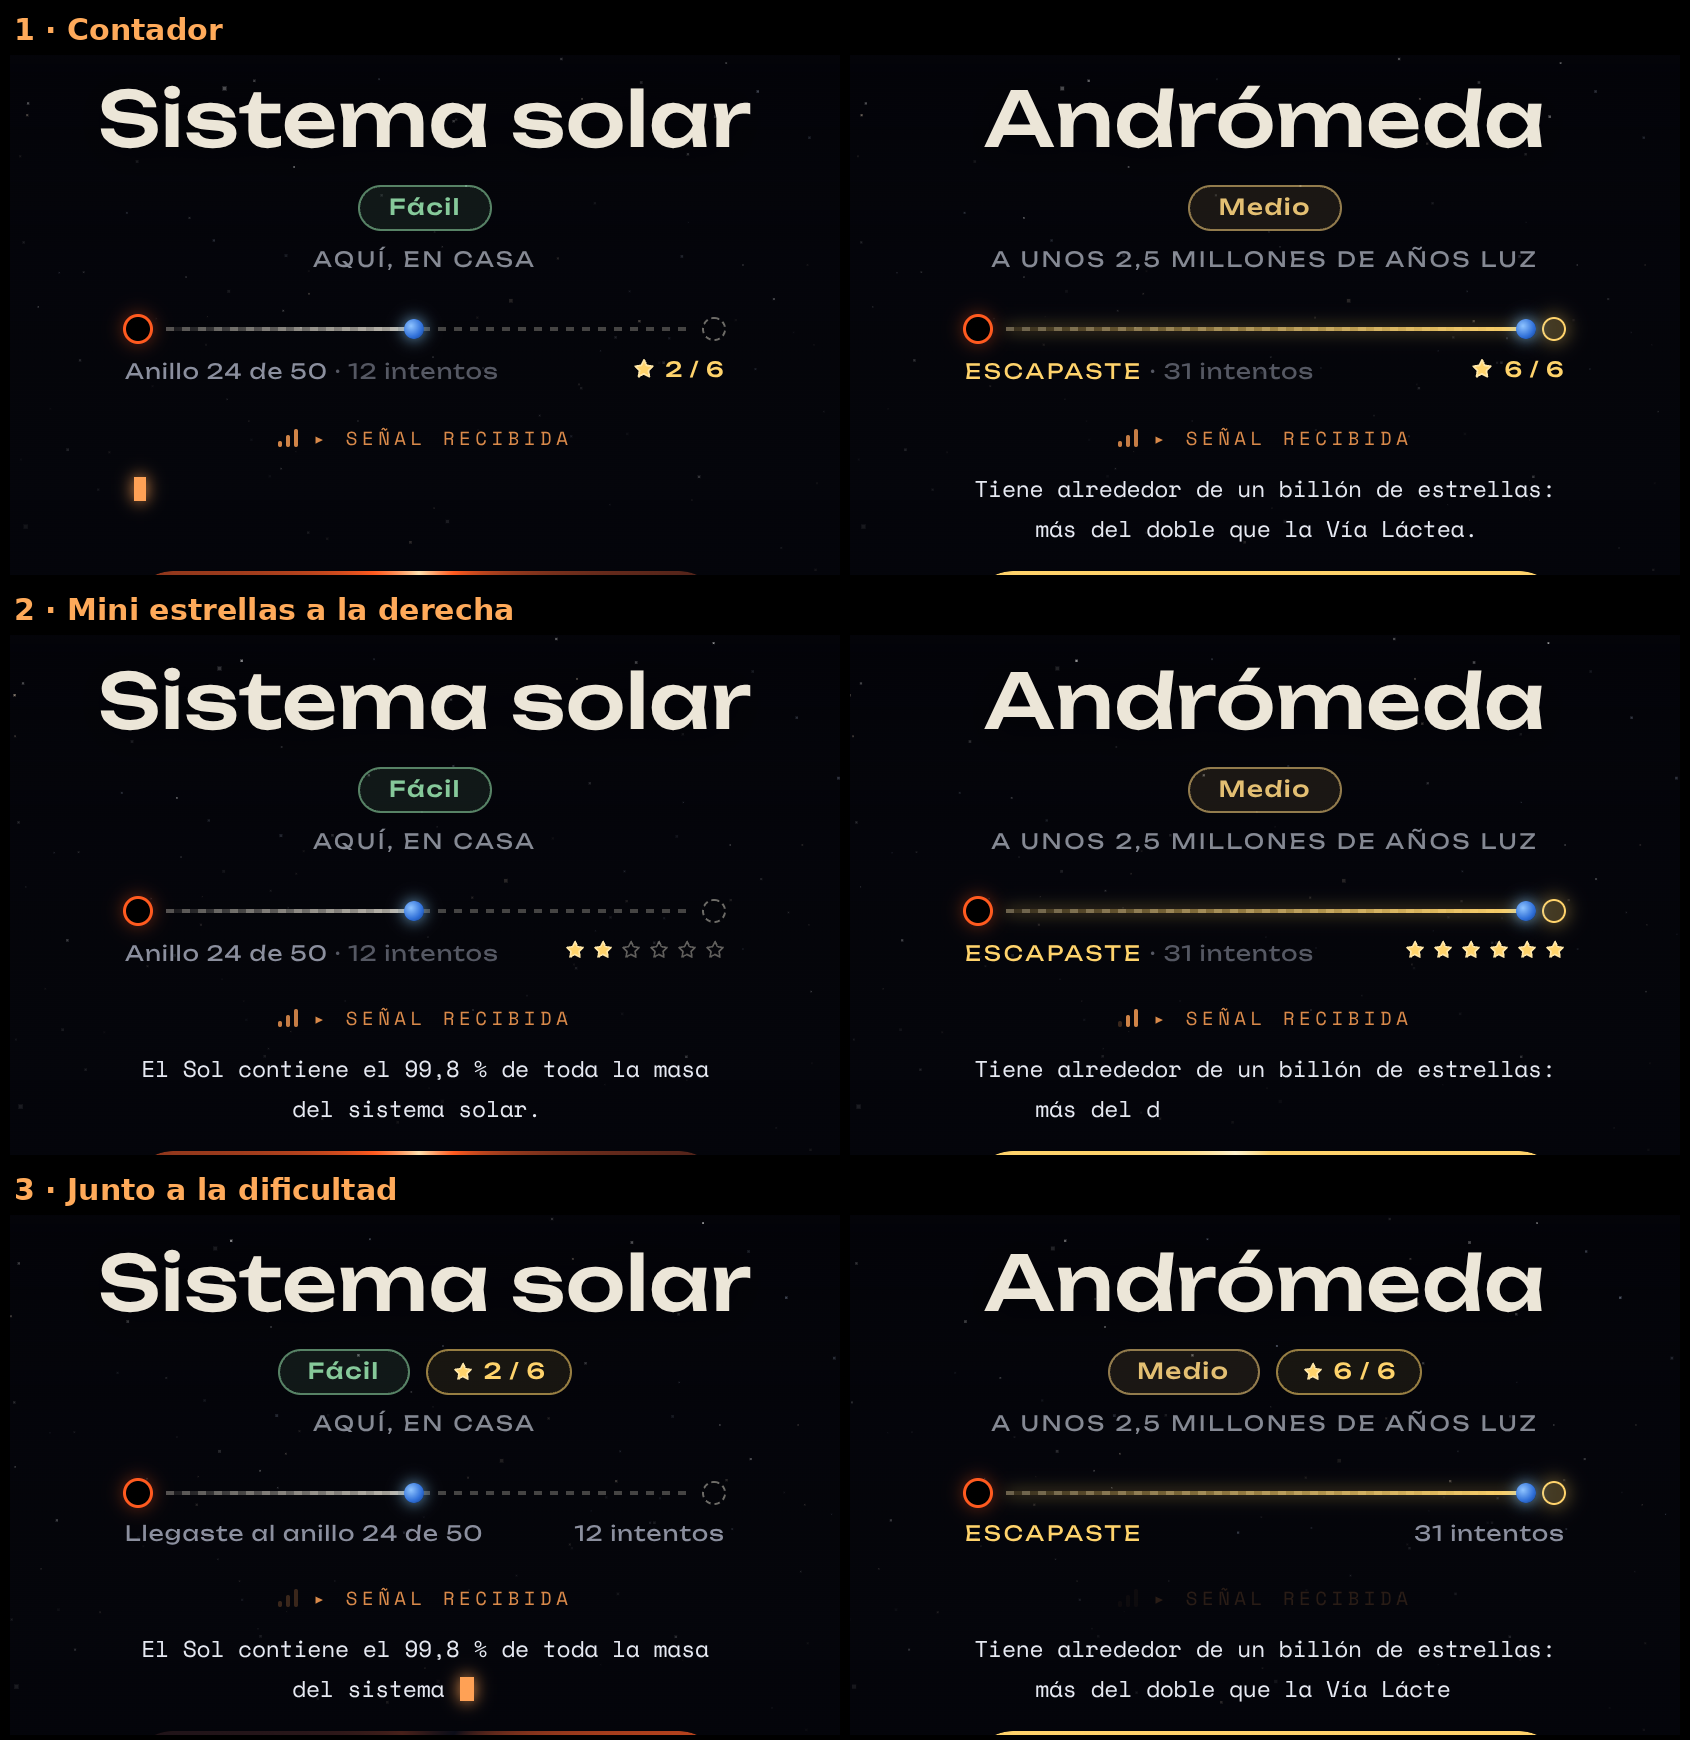 1 · Contador
Sistema solar
Fácil
AQUÍ, EN CASA
Anillo 24 de 50 · 12 intentos
2 / 6
▸ SEÑAL RECIBIDA
Andrómeda
Medio
A UNOS 2,5 MILLONES DE AÑOS LUZ
ESCAPASTE · 31 intentos
6 / 6
▸ SEÑAL RECIBIDA
Tiene alrededor de un billón de estrellas:
más del doble que la Vía Láctea.
2 · Mini estrellas a la derecha
Sistema solar
Fácil
AQUÍ, EN CASA
Anillo 24 de 50 · 12 intentos
▸ SEÑAL RECIBIDA
El Sol contiene el 99,8 % de toda la masa
del sistema solar.
Andrómeda
Medio
A UNOS 2,5 MILLONES DE AÑOS LUZ
ESCAPASTE · 31 intentos
▸ SEÑAL RECIBIDA
Tiene alrededor de un billón de estrellas:
más del d
3 · Junto a la dificultad
Sistema solar
Fácil
2 / 6
AQUÍ, EN CASA
Llegaste al anillo 24 de 50
12 intentos
▸ SEÑAL RECIBIDA
El Sol contiene el 99,8 % de toda la masa
del sistema
Andrómeda
Medio
6 / 6
A UNOS 2,5 MILLONES DE AÑOS LUZ
ESCAPASTE
31 intentos
▸ SEÑAL RECIBIDA
Tiene alrededor de un billón de estrellas:
más del doble que la Vía Lácte